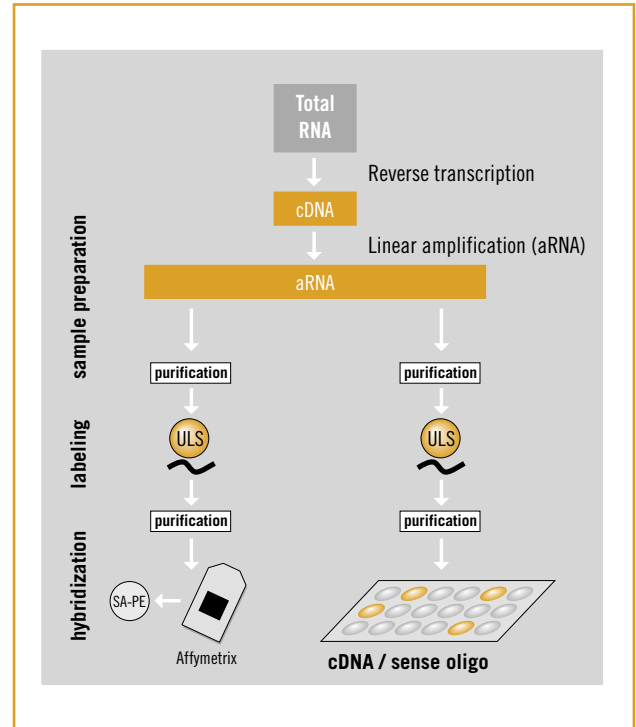 Total
RNA
Reverse transcription
cDNA
Linear amplification (aRNA)
aRNA
sample preparation
purification
purification
labeling
ULS
ULS
purification
purification
hybridization
SA-PE
Affymetrix
cDNA / sense oligo